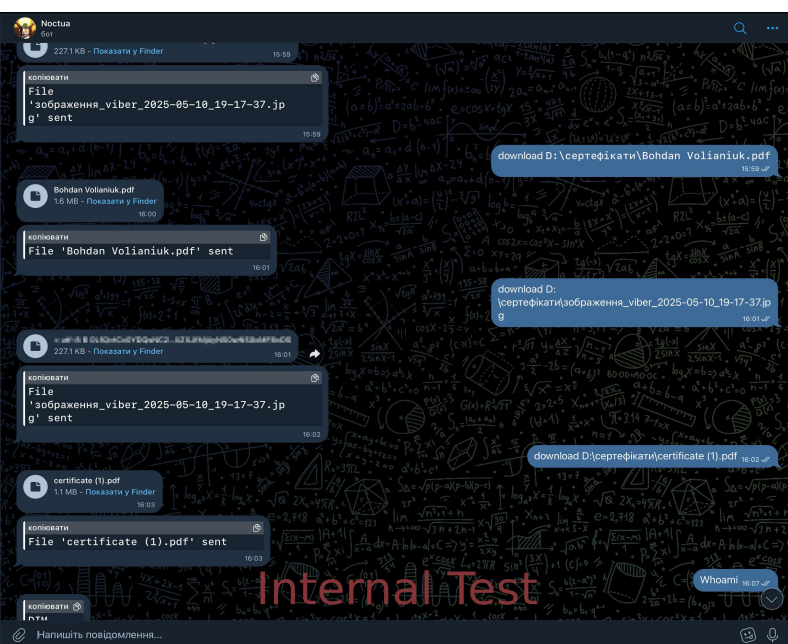 Noctua
бот
227.1 KB - Показати у Finder
15:59
копіювати
File
'зображення_viber_2025-05-10_19-17-37.jp
g' sent
15:59
download D:\сертефікати\Bohdan Volianiuk.pdf
15:59
Bohdan Volianiuk.pdf
1.6 MB - Показати у Finder
16:00
копіювати
File 'Bohdan Volianiuk.pdf' sent
16:01
download D:
\сертефікати\зображення_viber_2025-05-10_19-17-37.jp
g
16:01
227.1 KB - Показати у Finder
16:01
копіювати
File
'зображення_viber_2025-05-10_19-17-37.jp
g' sent
16:02
download D:\сертефікати\certificate (1).pdf
16:02
certificate (1).pdf
1.1 MB - Показати у Finder
16:03
копіювати
File 'certificate (1).pdf' sent
16:03
Whoami
16:07
Internal Test
копіювати
Напишіть повідомлення...